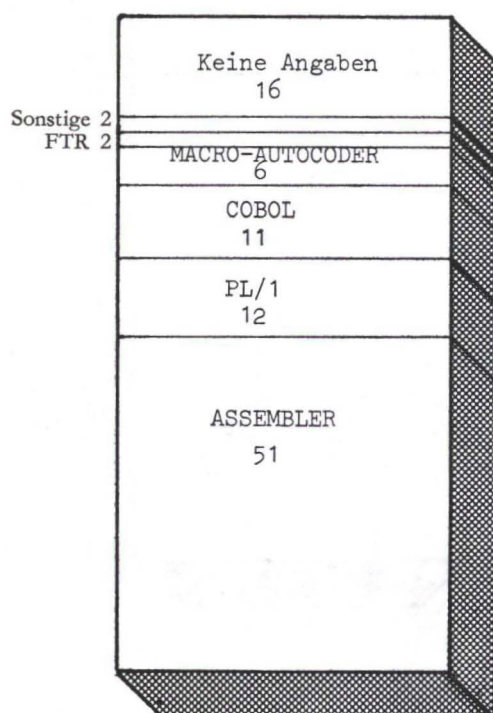 Keine Angaben
16
Sonstige 2
FTR 2
MACRO-AUTOCODER
6
COBOL
11
PL/1
12
ASSEMBLER
51